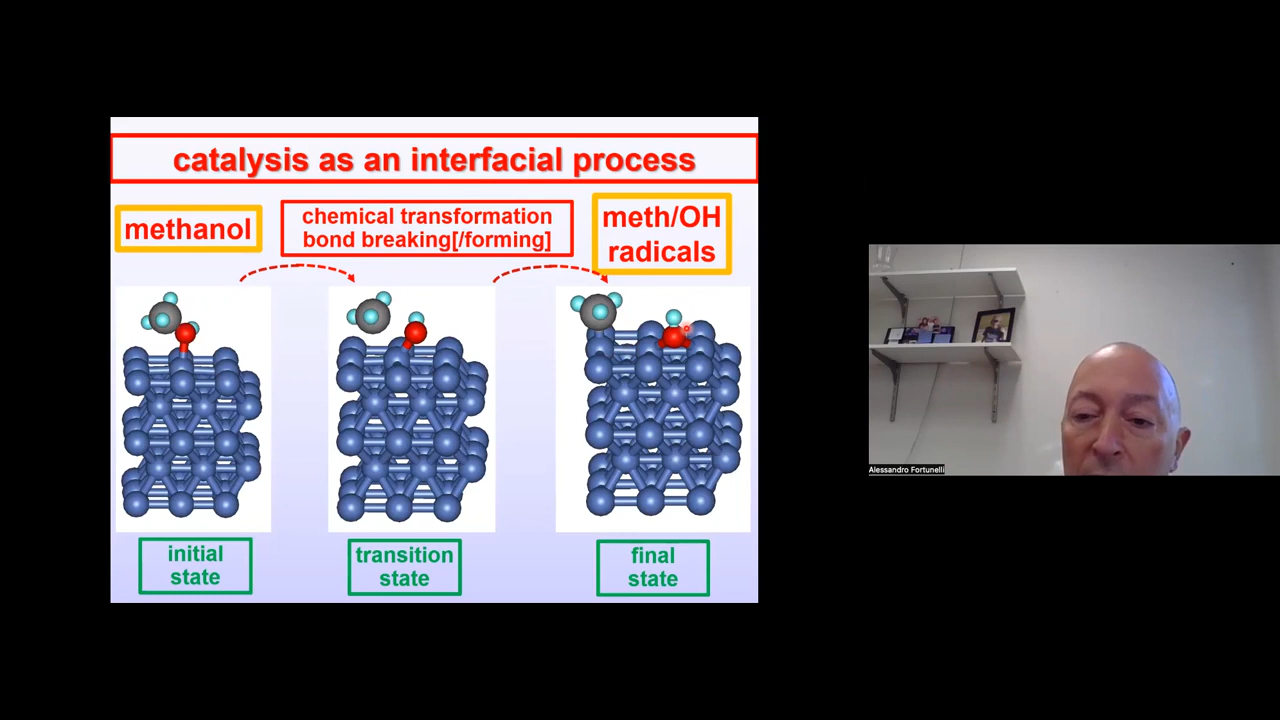 catalysis as an interfacial process
methanol
chemical transformation
bond breaking[/forming]
meth/OH
radicals
initial
state
transition
state
final
state
Alessandro Fortunelli